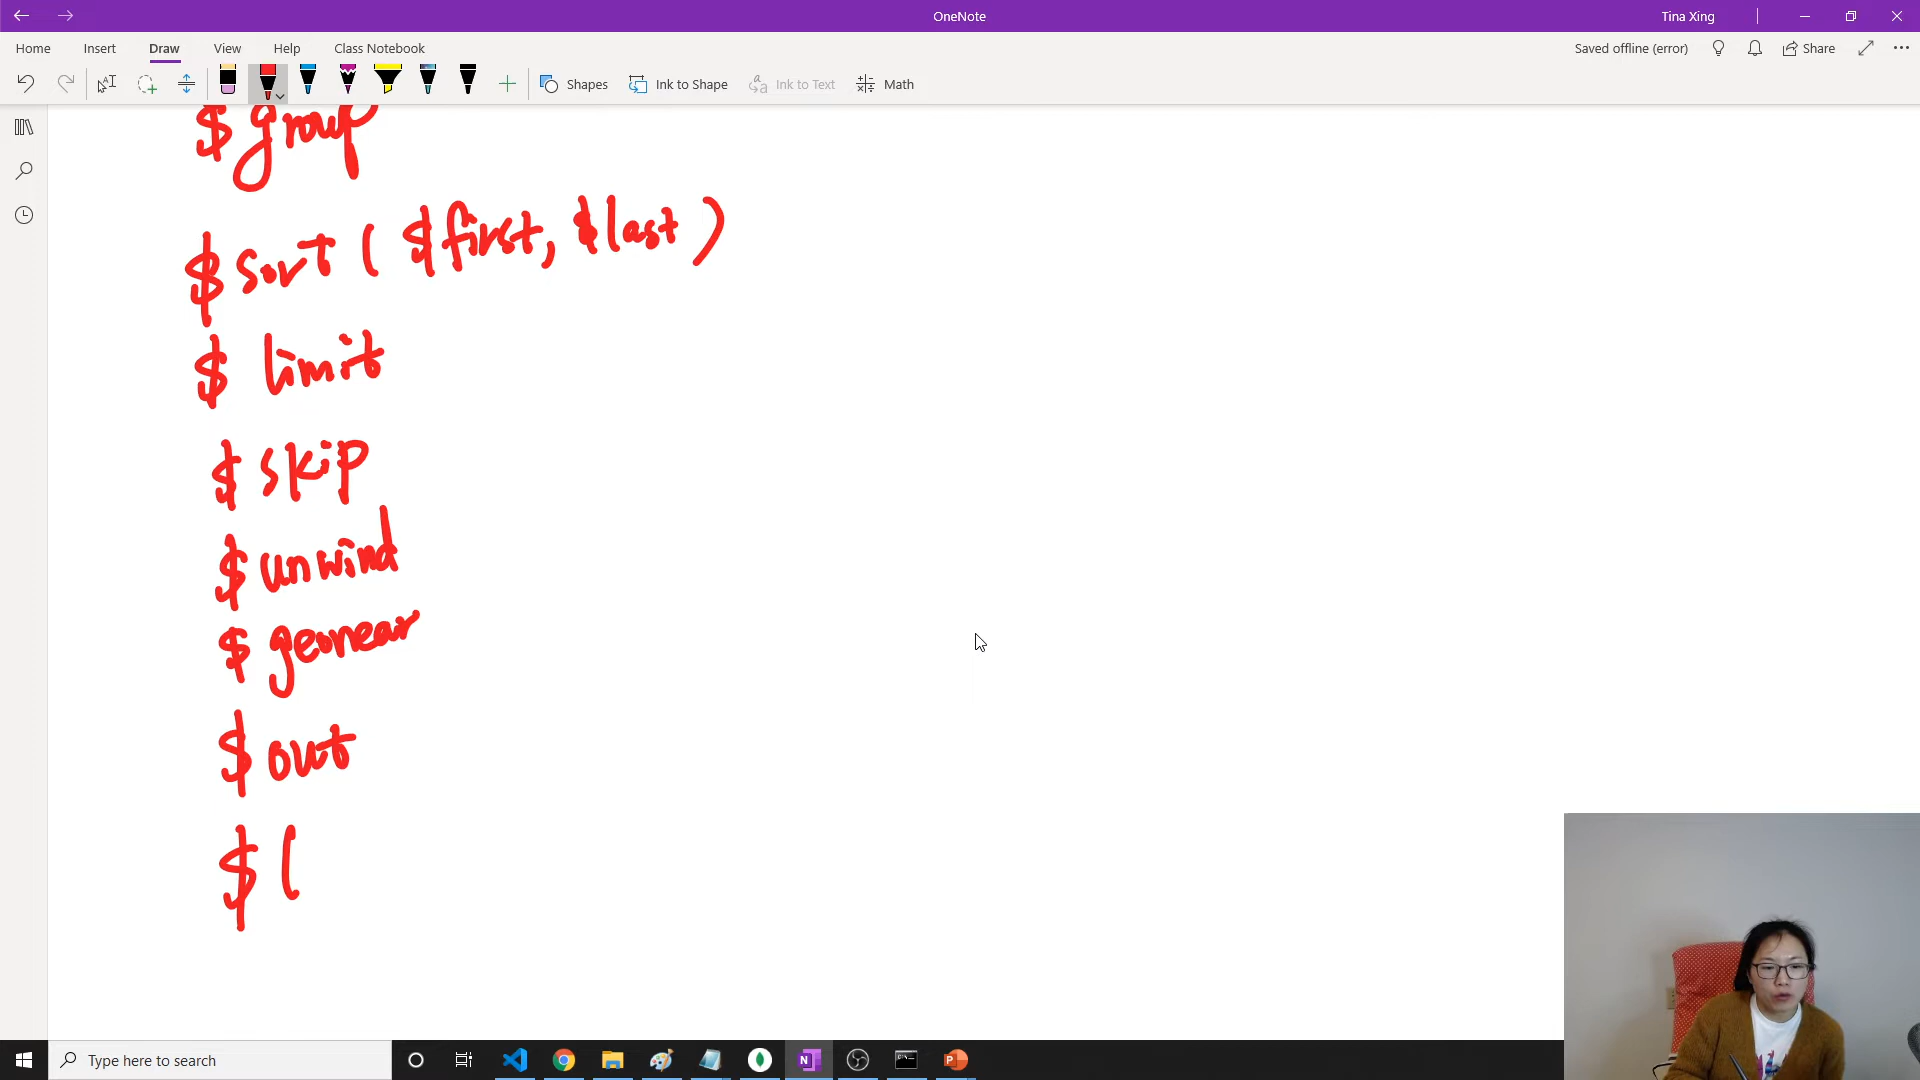 OneNote
Tina Xing
Home Insert Draw View Help Class Notebook
Saved offline (error) Share
Shapes Ink to Shape Ink to Text Math
$ group
$ sort ( $ first, $ last )
$ limit
$ skip
$ unwind
$ geonear
$ out
$ l
Type here to search